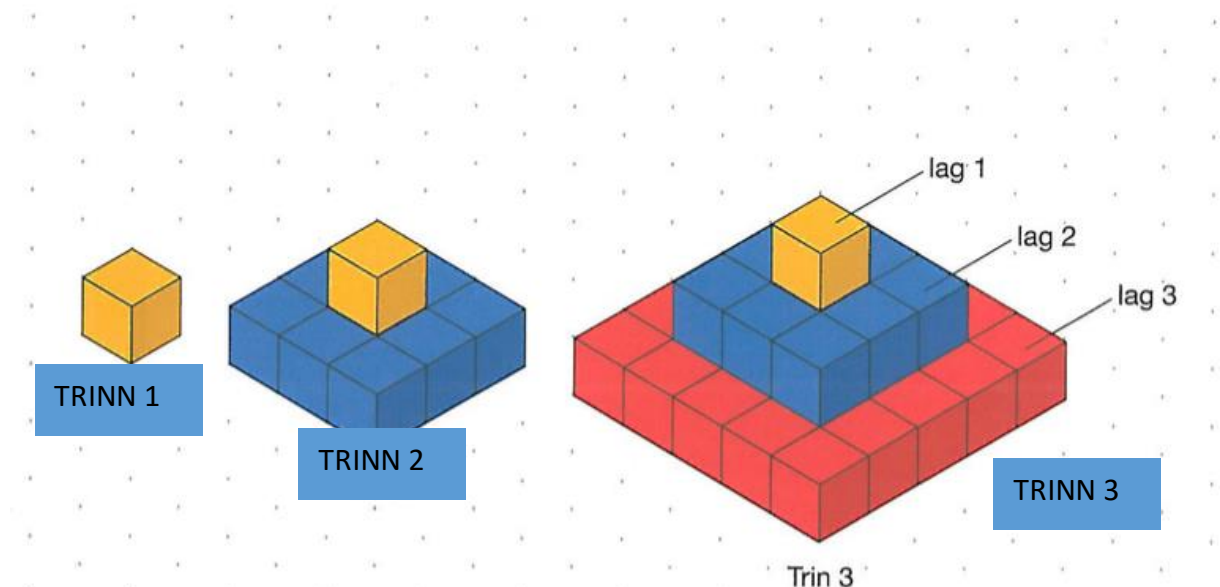 lag 1
lag 2
lag 3
TRINN 1
TRINN 2
TRINN 3
Trin 3